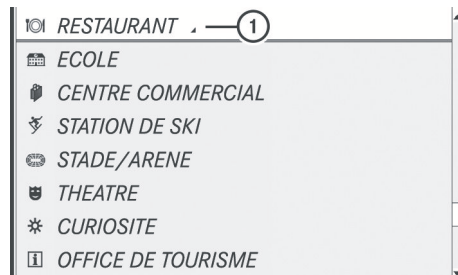 RESTAURANT 1
ECOLE
CENTRE COMMERCIAL
STATION DE SKI
STADE/ARENE
THEATRE
CURIOSITE
i OFFICE DE TOURISME